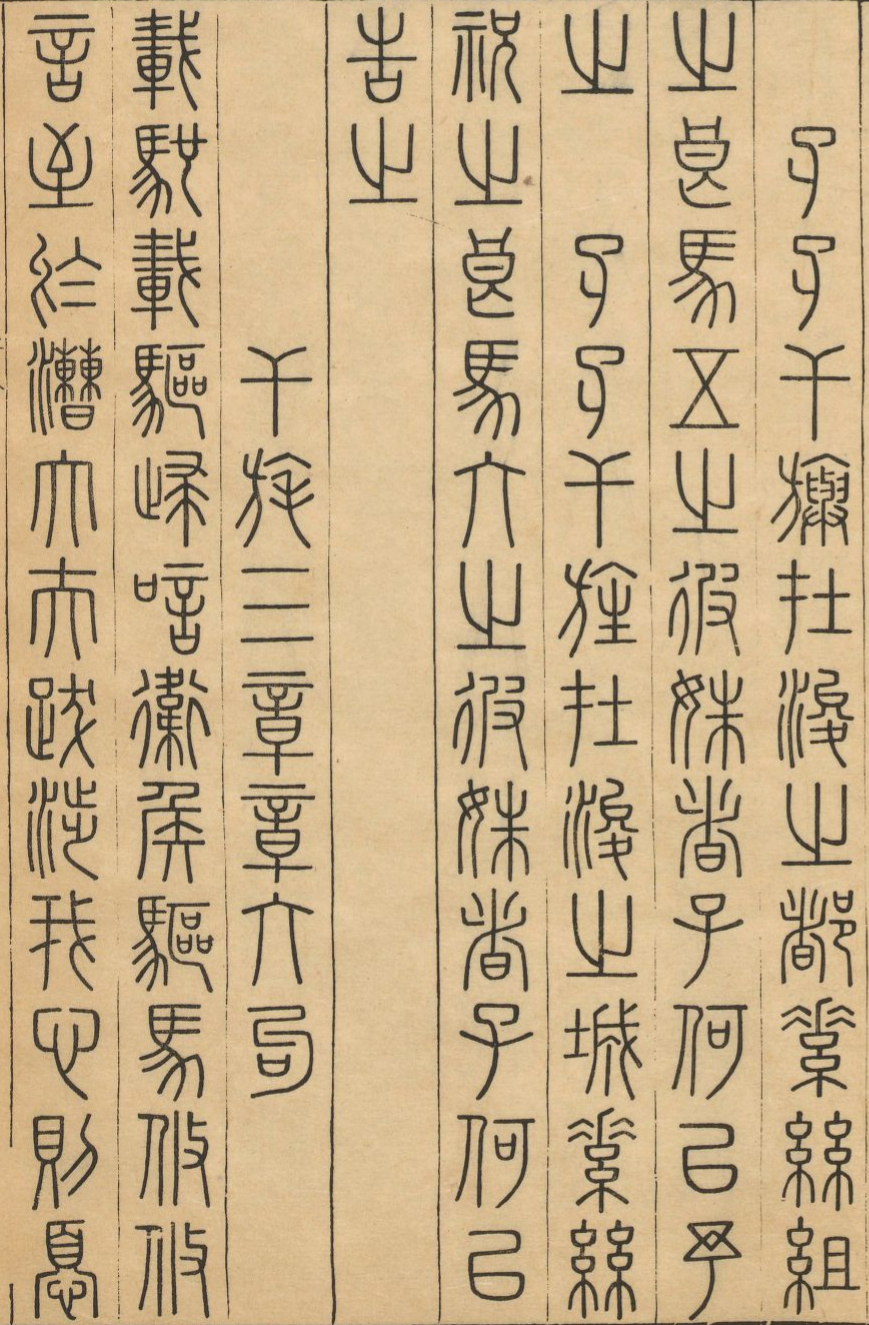 孑孑干旟在浚之都素絲組
之良馬五之彼姝者子何以予
之 孑孑干旌在浚之城素絲
祝之良馬六之彼姝者子何以
告之
干旄三章章六句
載馳載驅歸唁衛侯驅馬攸攸
言至於漕大夫跋涉我心則憂